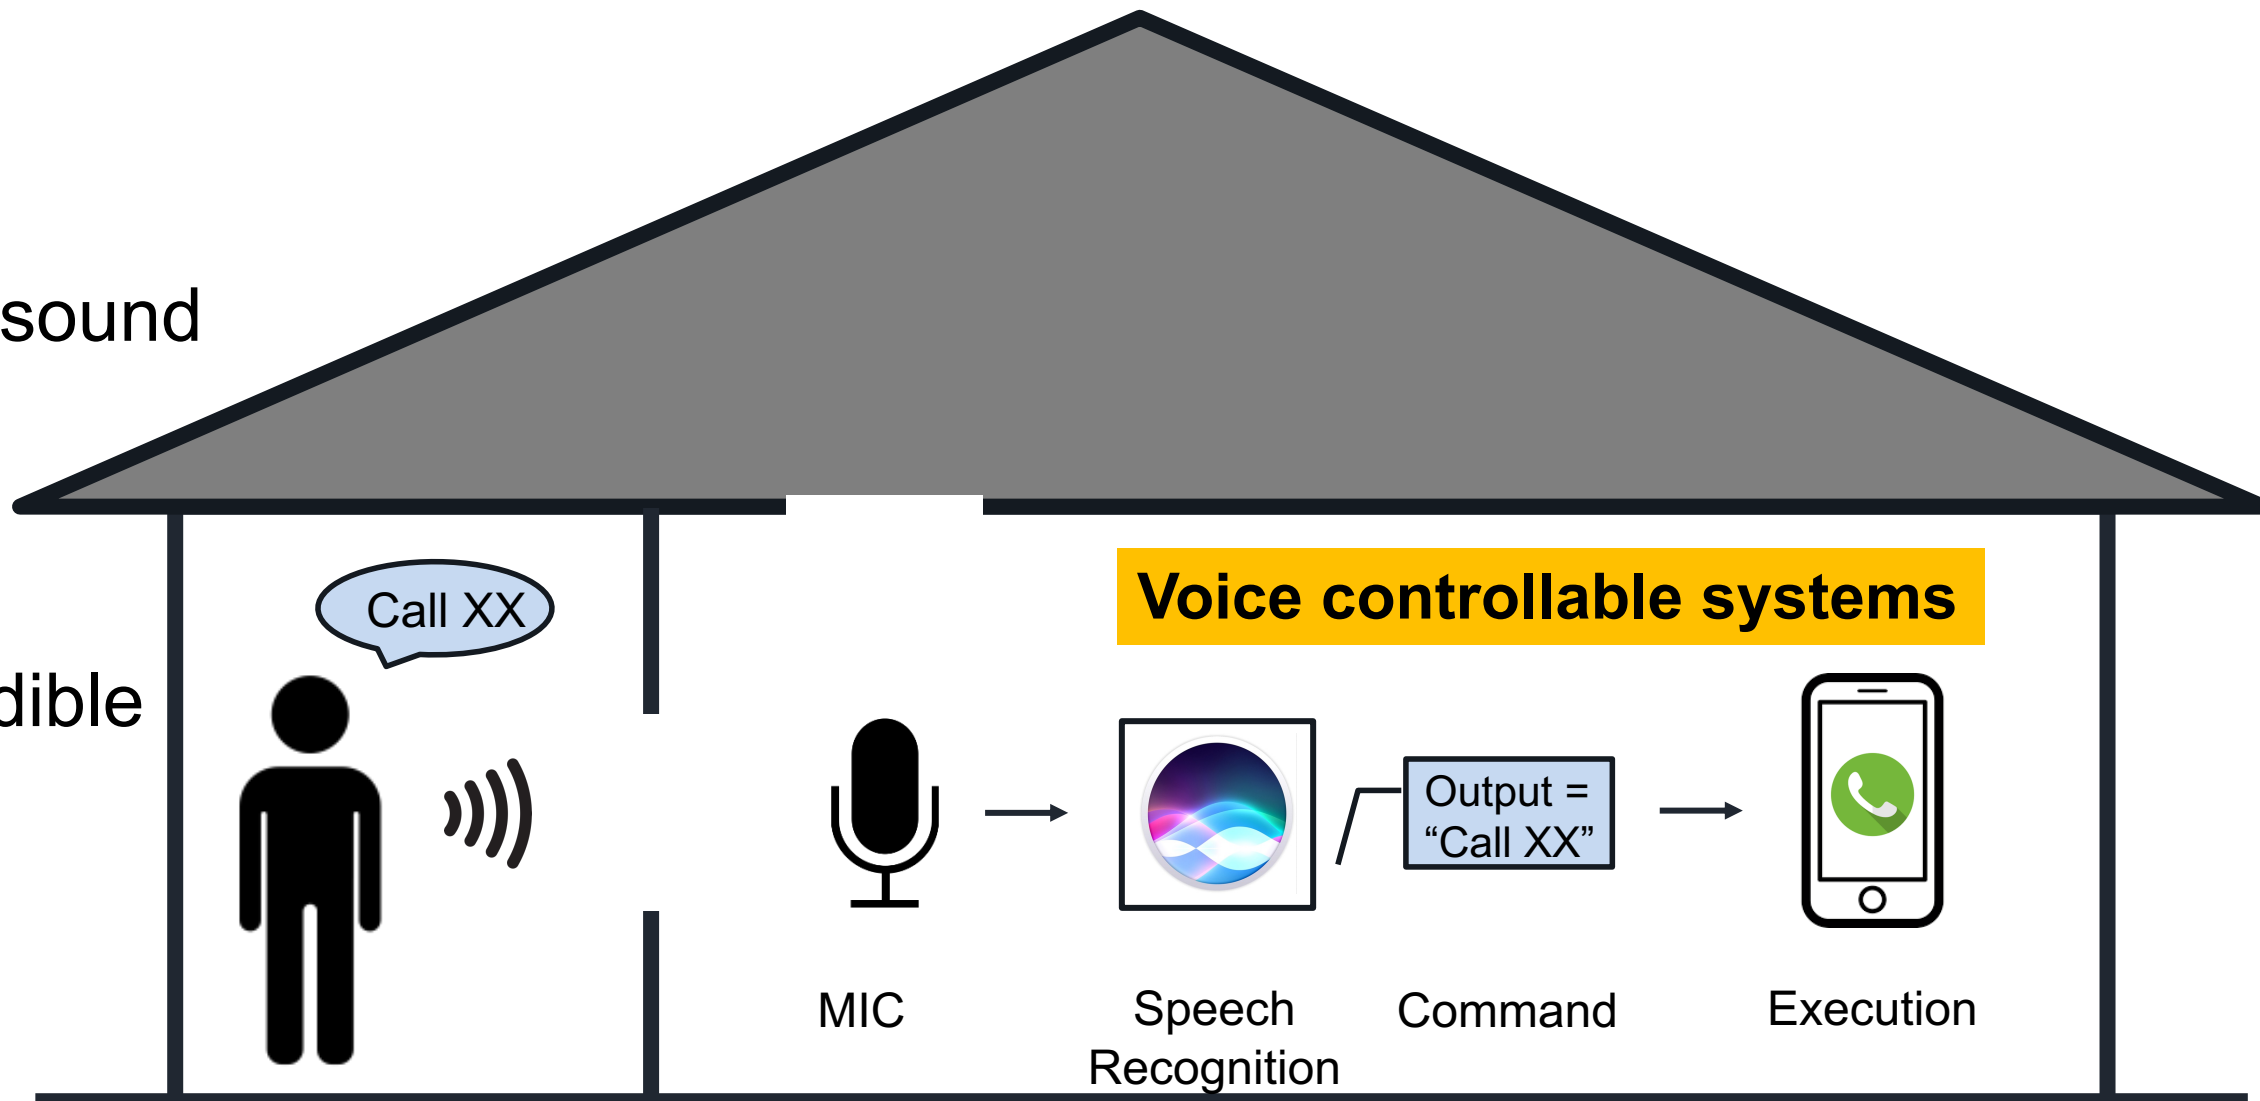 sound
Voice controllable systems
Call XX
dible
Output =
“Call XX”
MIC
Speech
Recognition
Command
Execution